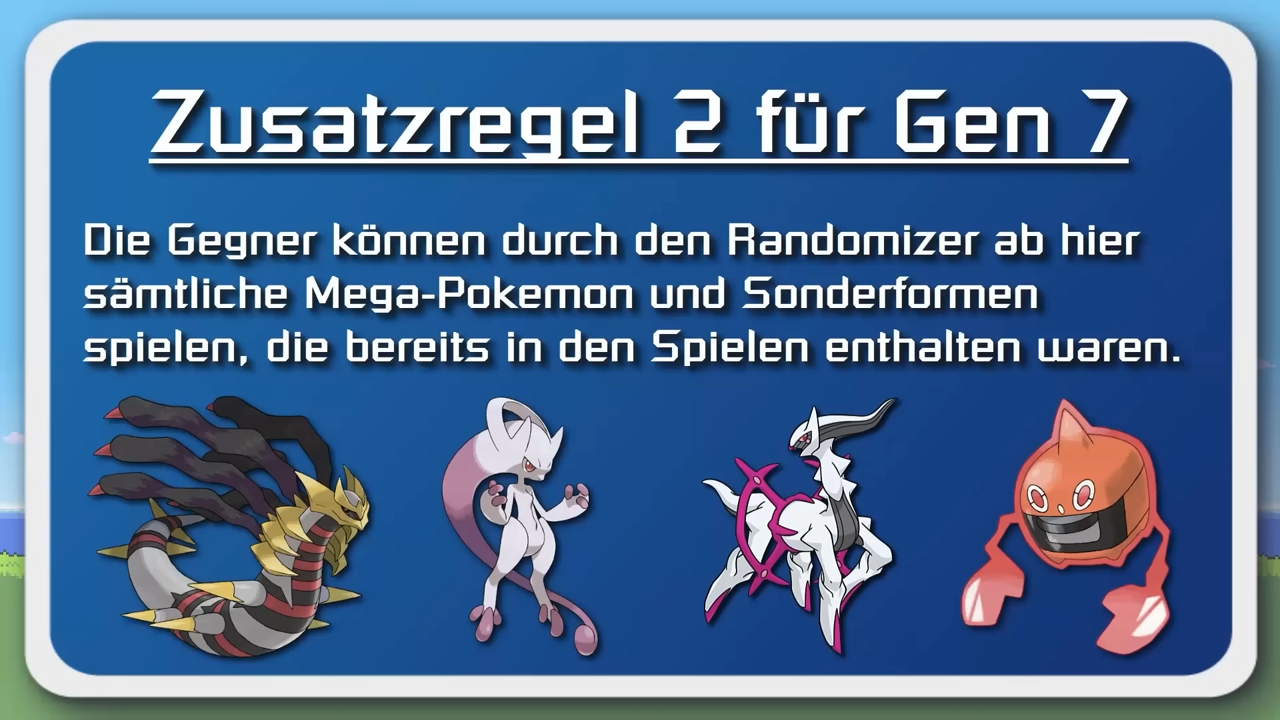 Zusatzregel 2 für Gen 7
Die Gegner können durch den Randomizer ab hier
sämtliche Mega-Pokemon und Sonderformen
spielen, die bereits in den Spielen enthalten waren.